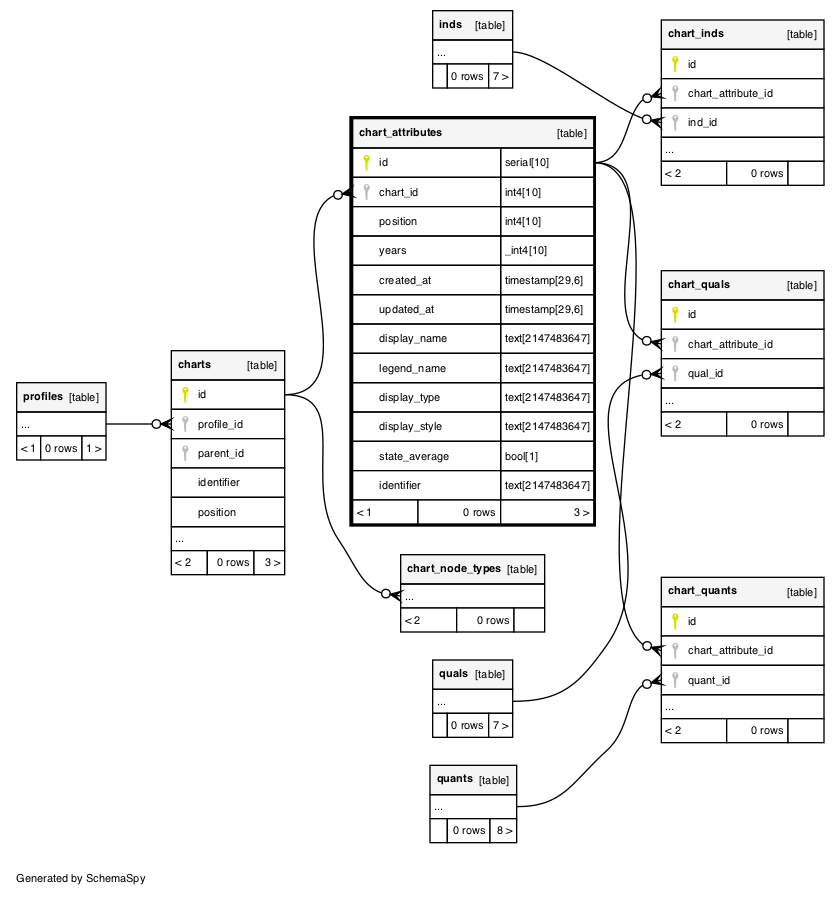 inds [table]
...
0 rows 7 >
chart_inds [table]
id
chart_attribute_id
ind_id
...
< 2 0 rows
chart_attributes [table]
id serial[10]
chart_id int4[10]
position int4[10]
years _int4[10]
created_at timestamp[29,6]
updated_at timestamp[29,6]
display_name text[2147483647]
legend_name text[2147483647]
display_type text[2147483647]
display_style text[2147483647]
state_average bool[1]
identifier text[2147483647]
< 1 0 rows 3 >
chart_quals [table]
id
chart_attribute_id
qual_id
...
< 2 0 rows
charts [table]
id
profile_id
parent_id
identifier
position
...
< 2 0 rows 3 >
profiles [table]
...
< 1 0 rows 1 >
chart_node_types [table]
...
< 2 0 rows
chart_quants [table]
id
chart_attribute_id
quant_id
...
< 2 0 rows
quals [table]
...
0 rows 7 >
quants [table]
...
0 rows 8 >
Generated by SchemaSpy